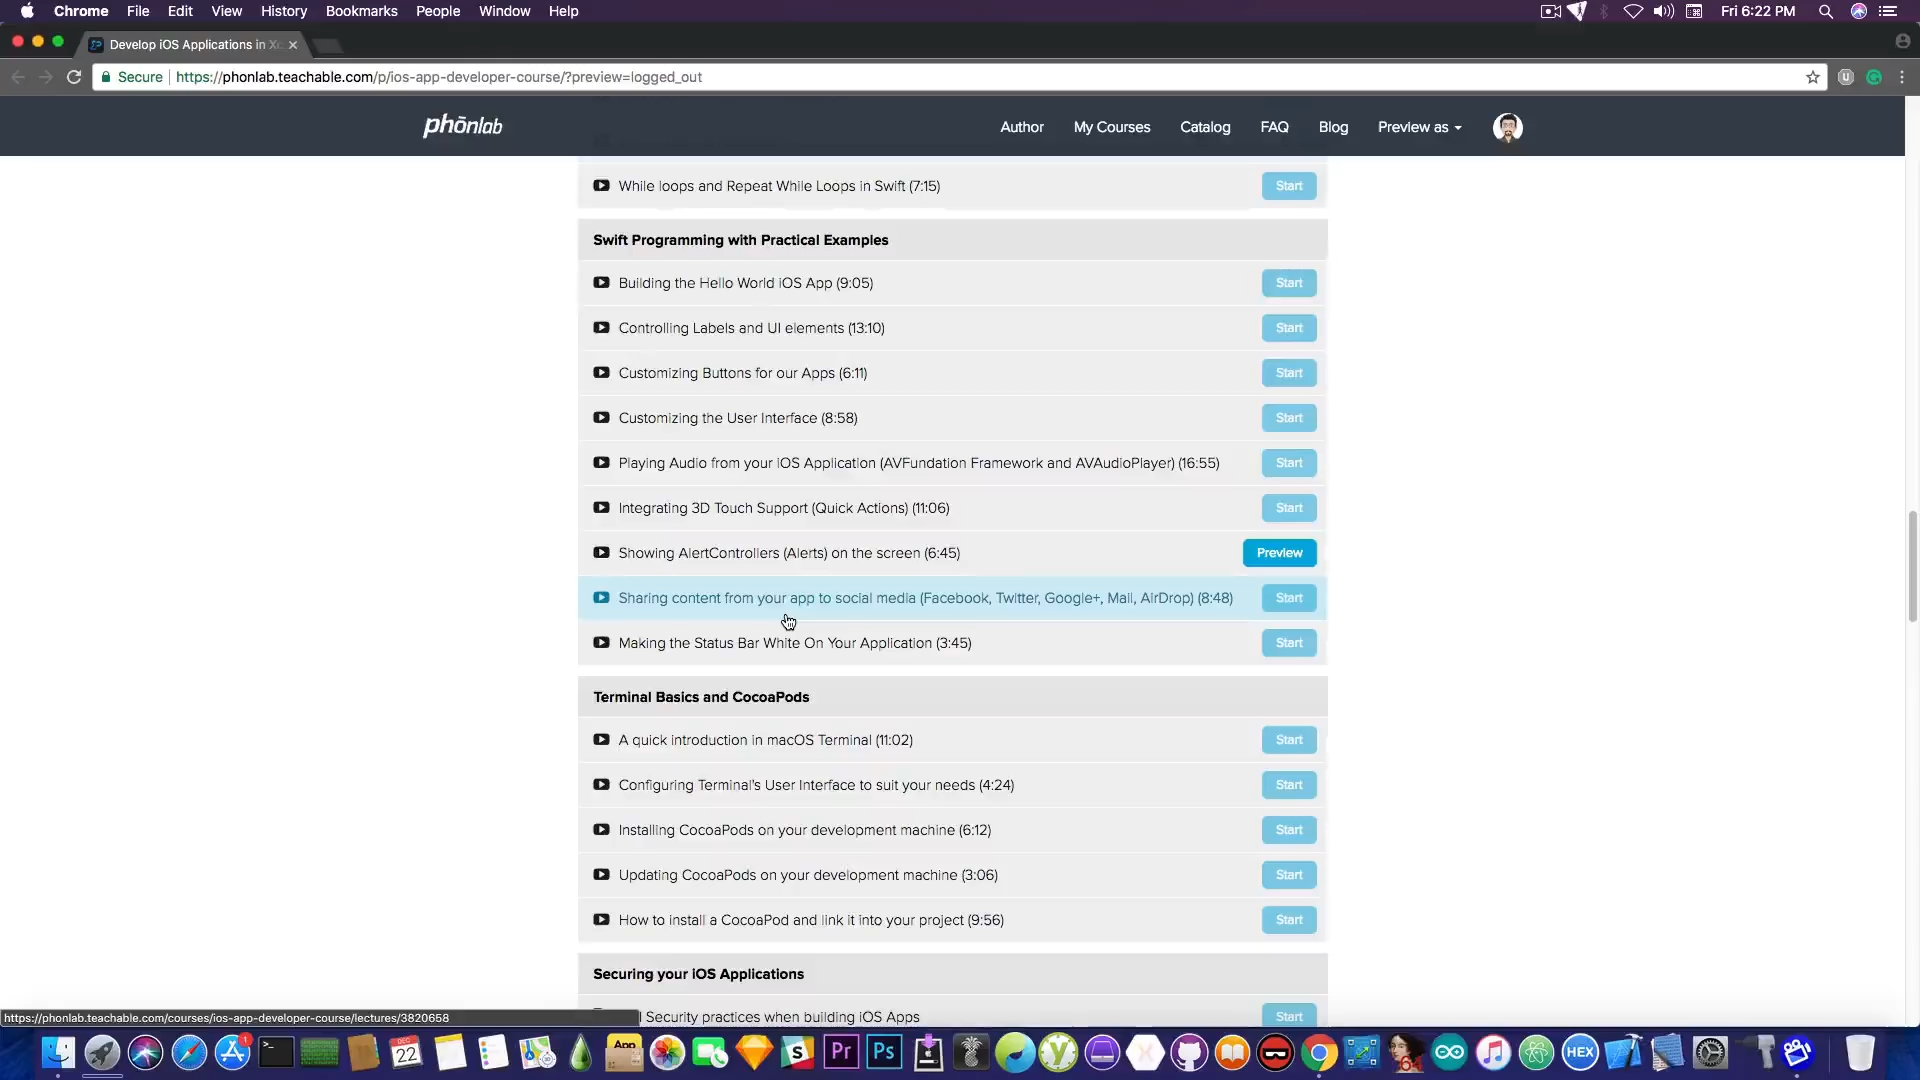 Chrome File Edit View History Bookmarks People Window Help Fri 6:22 PM
Develop iOS Applications in Xc
Secure https://phonlab.teachable.com/p/ios-app-developer-course/?preview=logged_out
phōnlab Author My Courses Catalog FAQ Blog Preview as
While loops and Repeat While Loops in Swift (7:15) Start
Swift Programming with Practical Examples
Building the Hello World iOS App (9:05) Start
Controlling Labels and UI elements (13:10) Start
Customizing Buttons for our Apps (6:11) Start
Customizing the User Interface (8:58) Start
Playing Audio from your iOS Application (AVFundation Framework and AVAudioPlayer) (16:55) Start
Integrating 3D Touch Support (Quick Actions) (11:06) Start
Showing AlertControllers (Alerts) on the screen (6:45) Preview
Sharing content from your app to social media (Facebook, Twitter, Google+, Mail, AirDrop) (8:48) Start
Making the Status Bar White On Your Application (3:45) Start
Terminal Basics and CocoaPods
A quick introduction in macOS Terminal (11:02) Start
Configuring Terminal's User Interface to suit your needs (4:24) Start
Installing CocoaPods on your development machine (6:12) Start
Updating CocoaPods on your development machine (3:06) Start
How to install a CocoaPod and link it into your project (9:56) Start
Securing your iOS Applications
Security practices when building iOS Apps Start
https://phonlab.teachable.com/courses/ios-app-developer-course/lectures/3820658
1 DEC 22 App Pr Ps 64 HEX